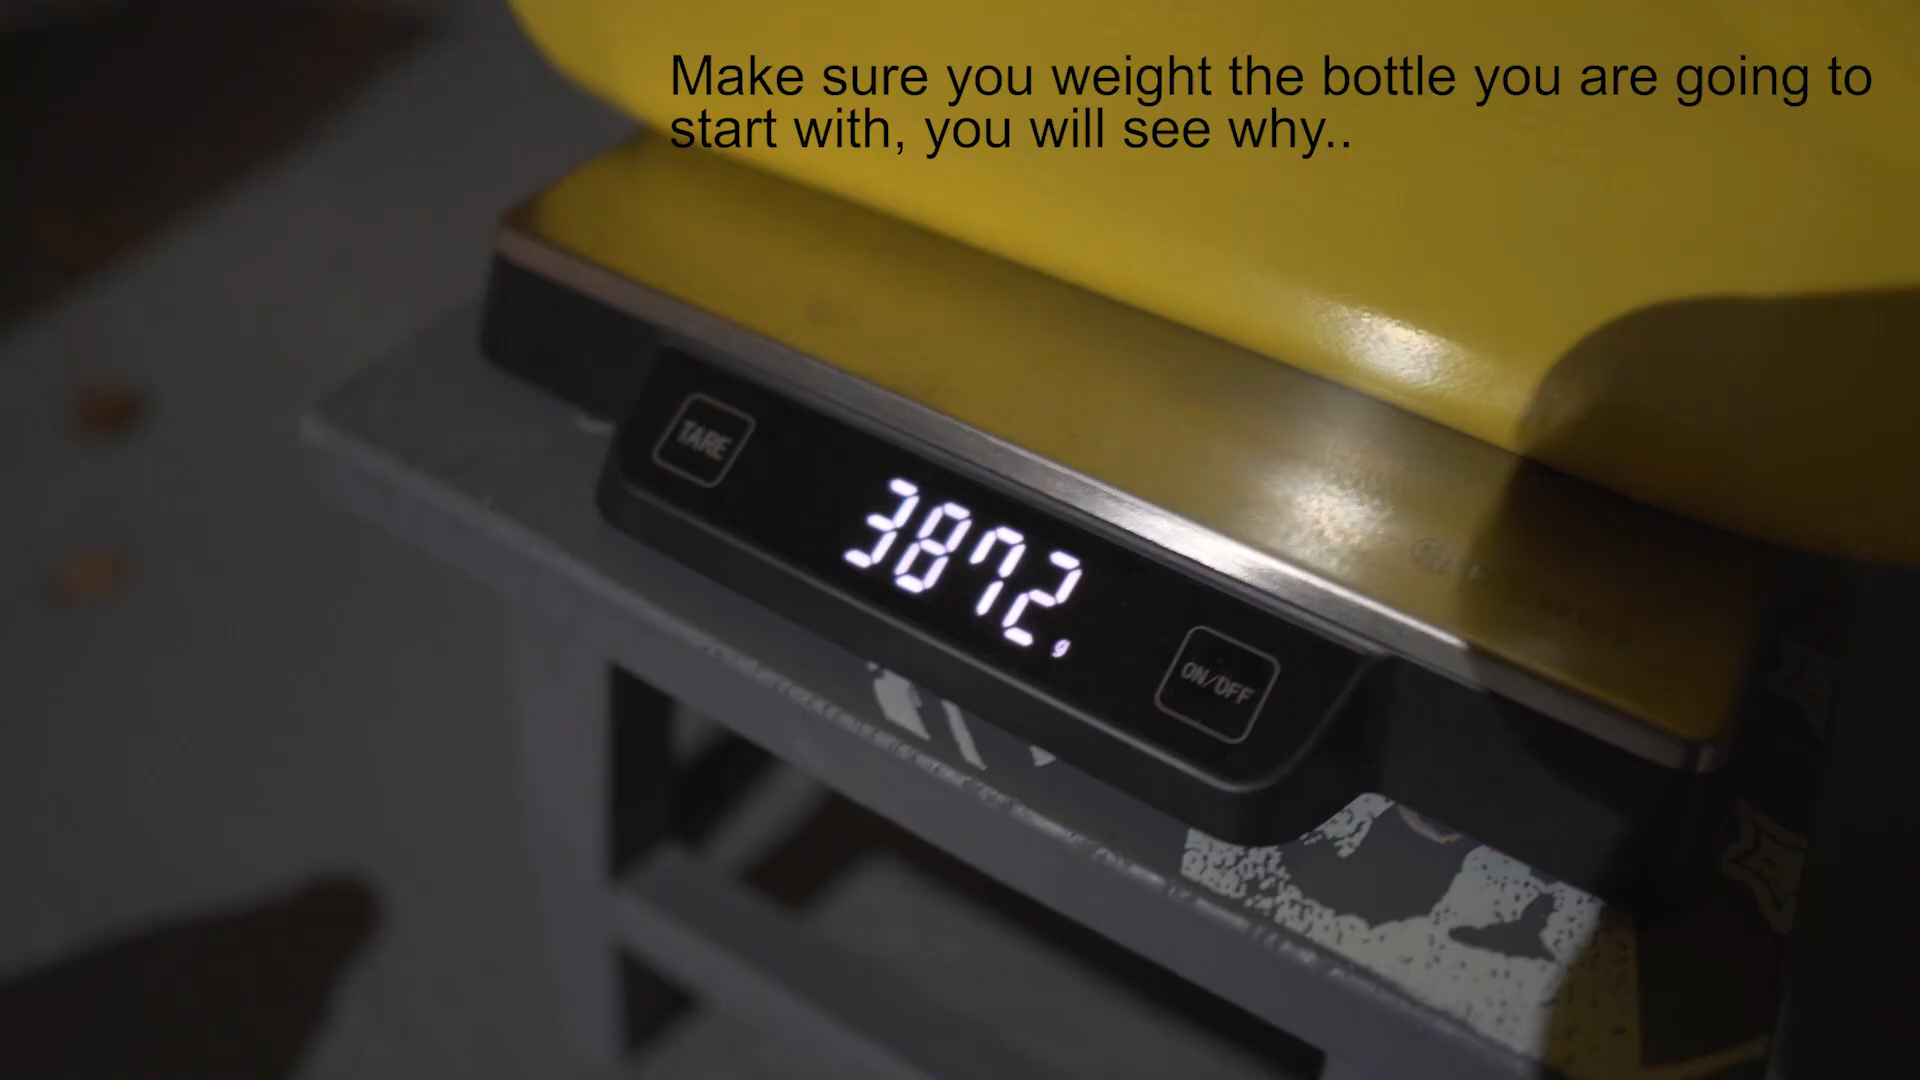 Make sure you weight the bottle you are going to
start with, you will see why..
TARE
3872
g
ON/OFF